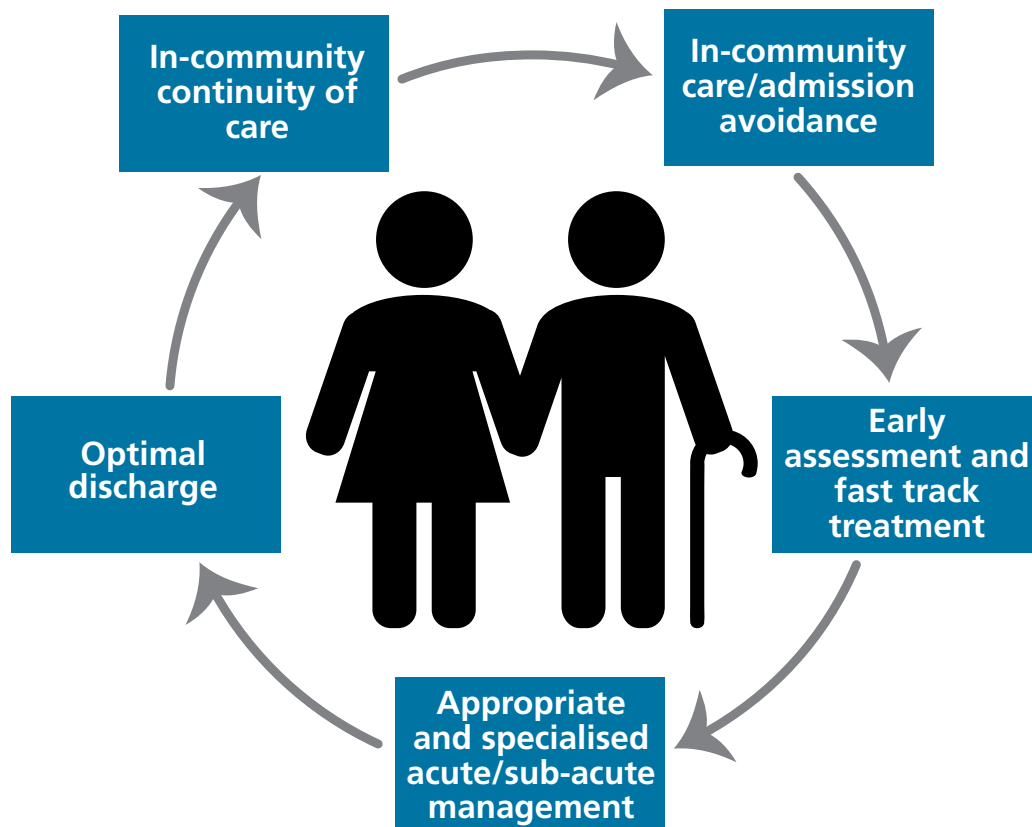 In-community
continuity of
care
In-community
care/admission
avoidance
Early
assessment and
fast track
treatment
Appropriate
and specialised
acute/sub-acute
management
Optimal
discharge